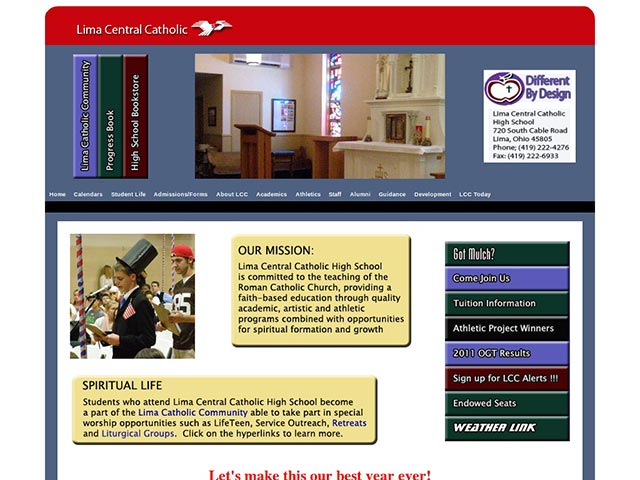 Lima Central Catholic
Lima Catholic Community
Progress Book
High School Bookstore
Different
By Design
Lima Central Catholic
High School
720 South Cable Road
Lima, Ohio 45805
Phone; (419) 222-4276
Fax: (419) 222-6933
Home Calendars Student Life Admissions/Forms About LCC Academics Athletics Staff Alumni Guidance Development LCC Today
OUR MISSION:
Lima Central Catholic High School
is committed to the teaching of the
Roman Catholic Church, providing a
faith-based education through quality
academic, artistic and athletic
programs combined with opportunities
for spiritual formation and growth
Got Mulch?
Come Join Us
Tuition Information
Athletic Project Winners
2011 OGT Results
Sign up for LCC Alerts !!!
Endowed Seats
WEATHER LINK
SPIRITUAL LIFE
Students who attend Lima Central Catholic High School become
a part of the Lima Catholic Community able to take part in special
worship opportunities such as LifeTeen, Service Outreach, Retreats
and Liturgical Groups. Click on the hyperlinks to learn more.
Let's make this our best year ever!